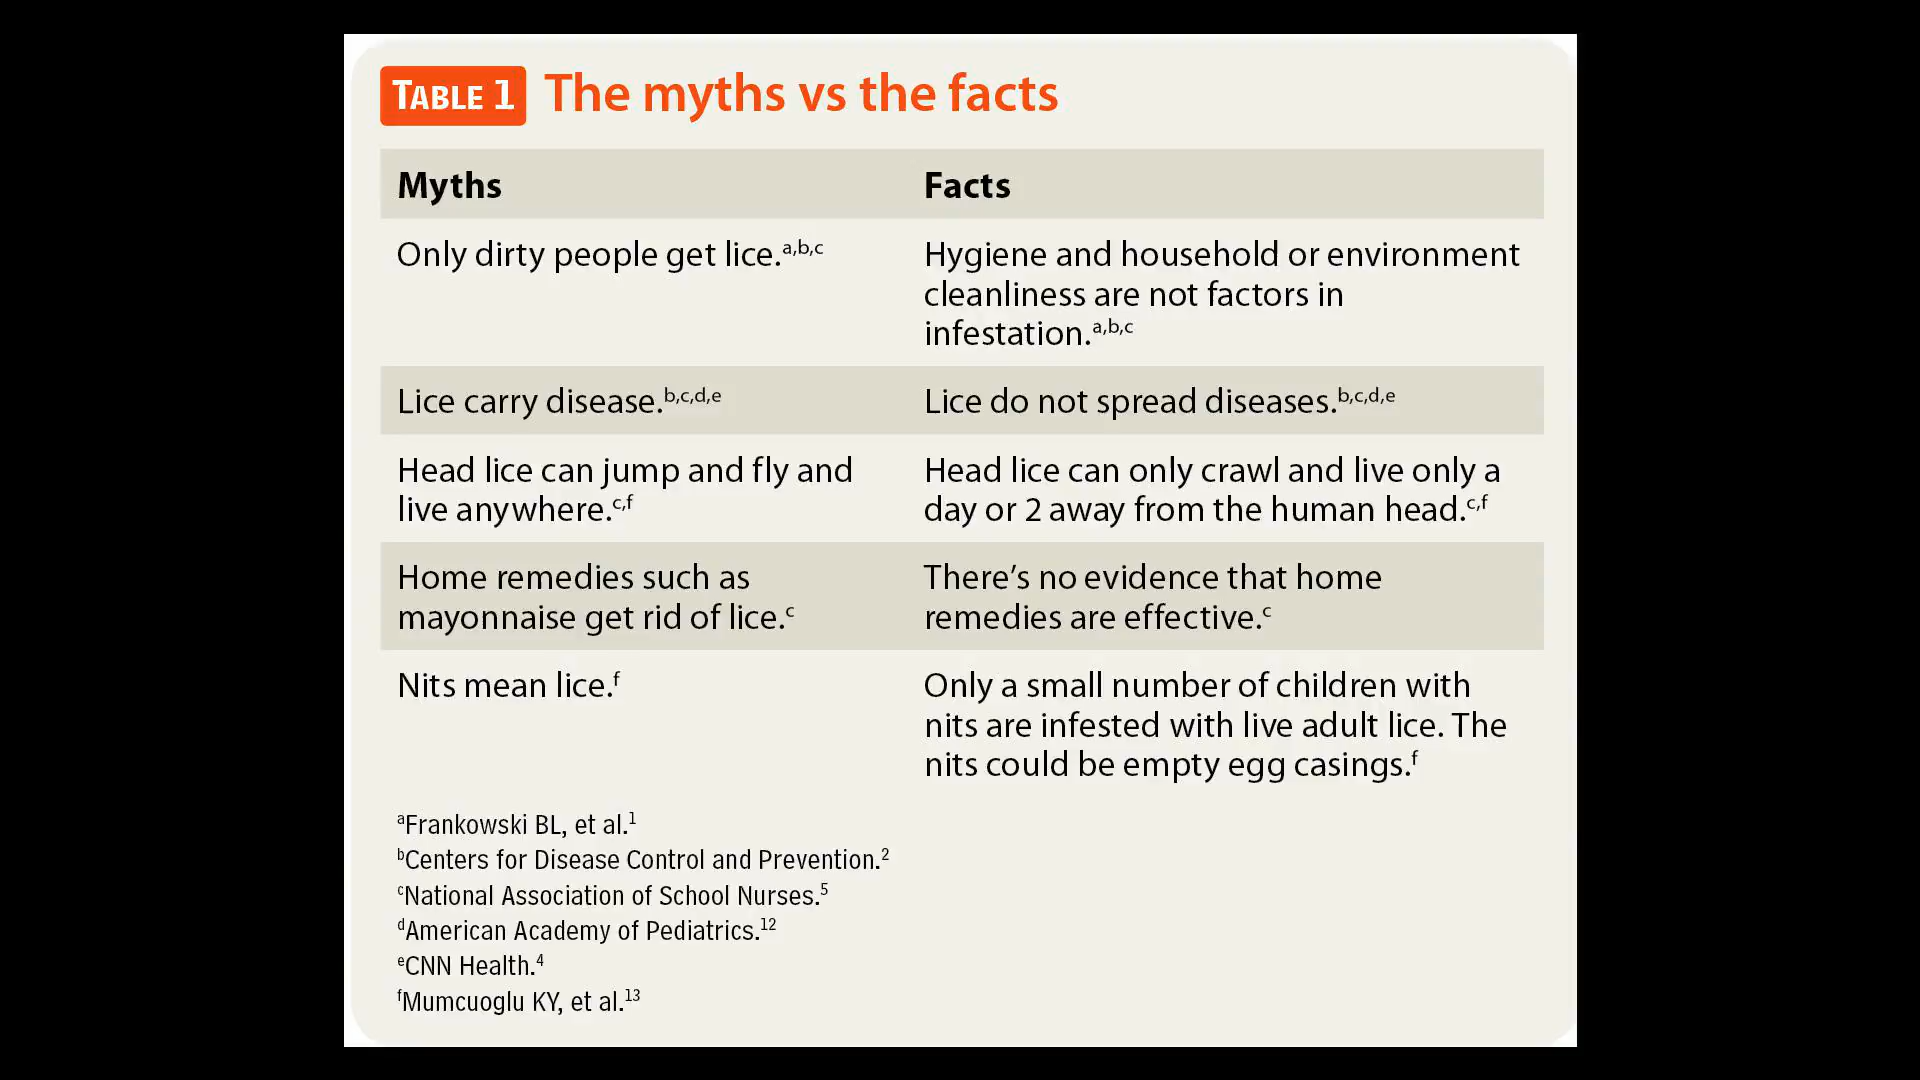 TABLE 1 The myths vs the facts
Myths Facts
Only dirty people get lice.a,b,c Hygiene and household or environment
cleanliness are not factors in
infestation.a,b,c
Lice carry disease.b,c,d,e Lice do not spread diseases.b,c,d,e
Head lice can jump and fly and
live anywhere.c,f
Head lice can only crawl and live only a
day or 2 away from the human head.c,f
Home remedies such as
mayonnaise get rid of lice.c
There’s no evidence that home
remedies are effective.c
Nits mean lice.f
Only a small number of children with
nits are infested with live adult lice. The
nits could be empty egg casings.f
aFrankowski BL, et al.1
bCenters for Disease Control and Prevention.2
cNational Association of School Nurses.5
dAmerican Academy of Pediatrics.12
eCNN Health.4
fMumcuoglu KY, et al.13